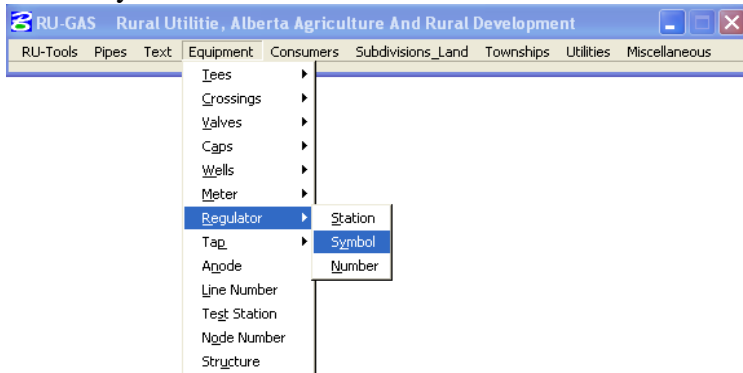 RU-GAS Rural Utilitie, Alberta Agriculture And Rural Development
RU-Tools Pipes Text Equipment Consumers Subdivisions_Land Townships Utilities Miscellaneous
Tees
Crossings
Valves
Caps
Wells
Meter
Regulator Station
Tap Symbol
Anode Number
Line Number
Test Station
Node Number
Structure